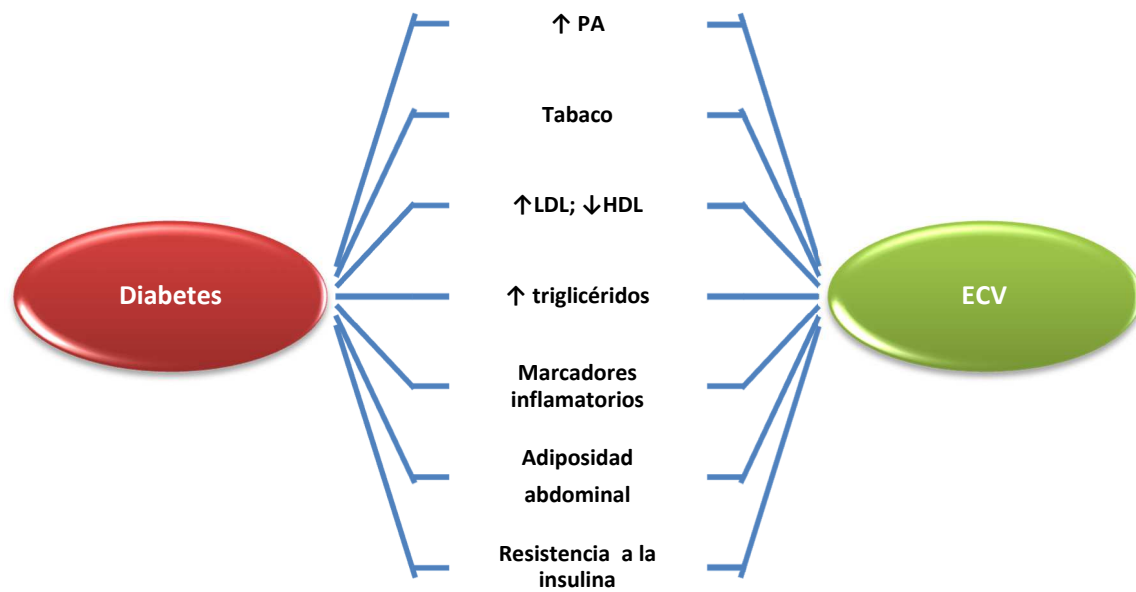 ↑ PA
Tabaco
↑LDL; ↓HDL
Diabetes
↑ triglicéridos
ECV
Marcadores
inflamatorios
Adiposidad
abdominal
Resistencia a la
insulina